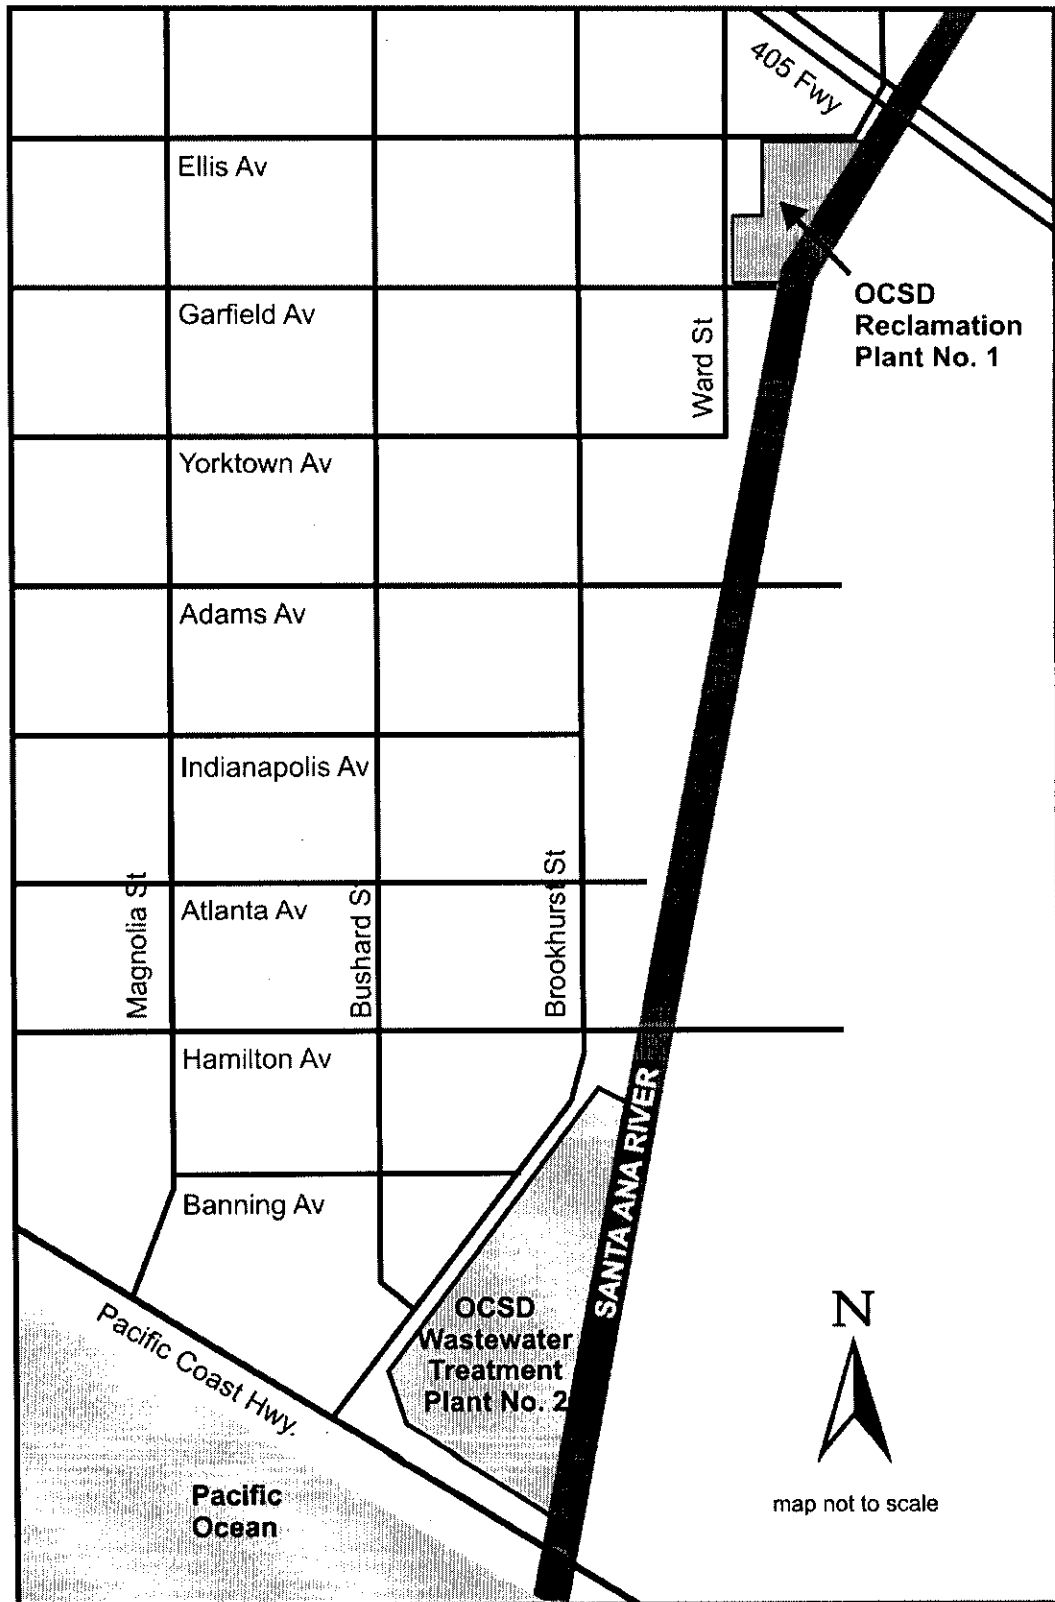 405 Fwy
Ellis Av
OCSD
Reclamation
Plant No. 1
Garfield Av
Ward St
Yorktown Av
Adams Av
Indianapolis Av
Magnolia St
Bushard S
Brookhurst St
Atlanta Av
Hamilton Av
SANTA ANA RIVER
Banning Av
OCSD
Wastewater
Treatment
Plant No. 2
Pacific Coast Hwy.
N
Pacific
Ocean
map not to scale